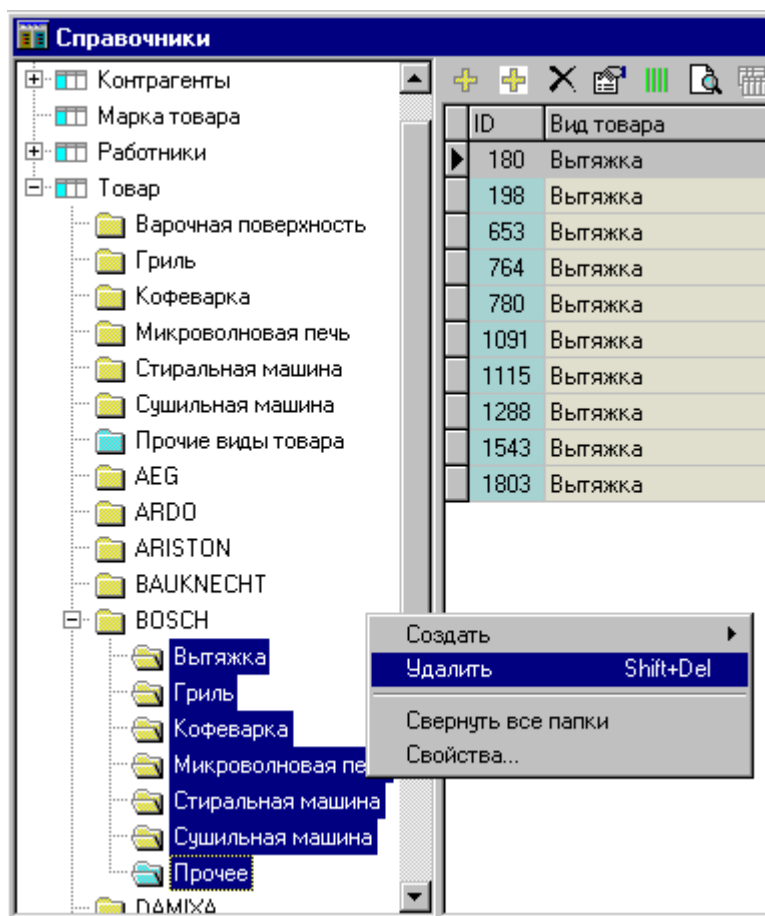 Справочники
Контрагенты
Марка товара
Работники
Товар
Варочная поверхность
Гриль
Кофеварка
Микроволновая печь
Стиральная машина
Сушильная машина
Прочие виды товара
AEG
ARDO
ARISTON
BAUKNECHT
BOSCH
Вытяжка
Гриль
Кофеварка
Микроволновая пе
Стиральная машина
Сушильная машина
Прочее
DAMIXA
ID Вид товара
180 Вытяжка
198 Вытяжка
653 Вытяжка
764 Вытяжка
780 Вытяжка
1091 Вытяжка
1115 Вытяжка
1288 Вытяжка
1543 Вытяжка
1803 Вытяжка
Создать
Удалить Shift+Del
Свернуть все папки
Свойства...